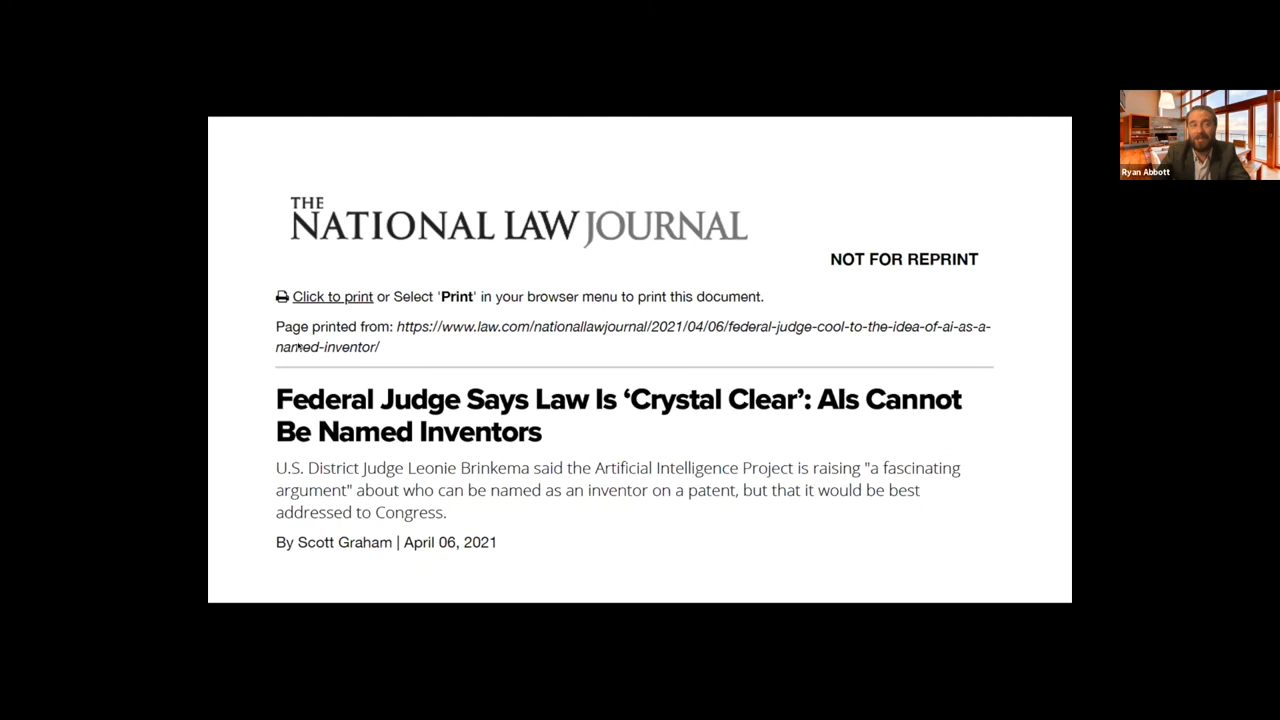 THE
NATIONAL LAW JOURNAL
NOT FOR REPRINT
Click to print or Select 'Print' in your browser menu to print this document.
Page printed from: https://www.law.com/nationallawjournal/2021/04/06/federal-judge-cool-to-the-idea-of-ai-as-a-
named-inventor/
Federal Judge Says Law Is ‘Crystal Clear’: AIs Cannot
Be Named Inventors
U.S. District Judge Leonie Brinkema said the Artificial Intelligence Project is raising "a fascinating
argument" about who can be named as an inventor on a patent, but that it would be best
addressed to Congress.
By Scott Graham | April 06, 2021
Ryan Abbott